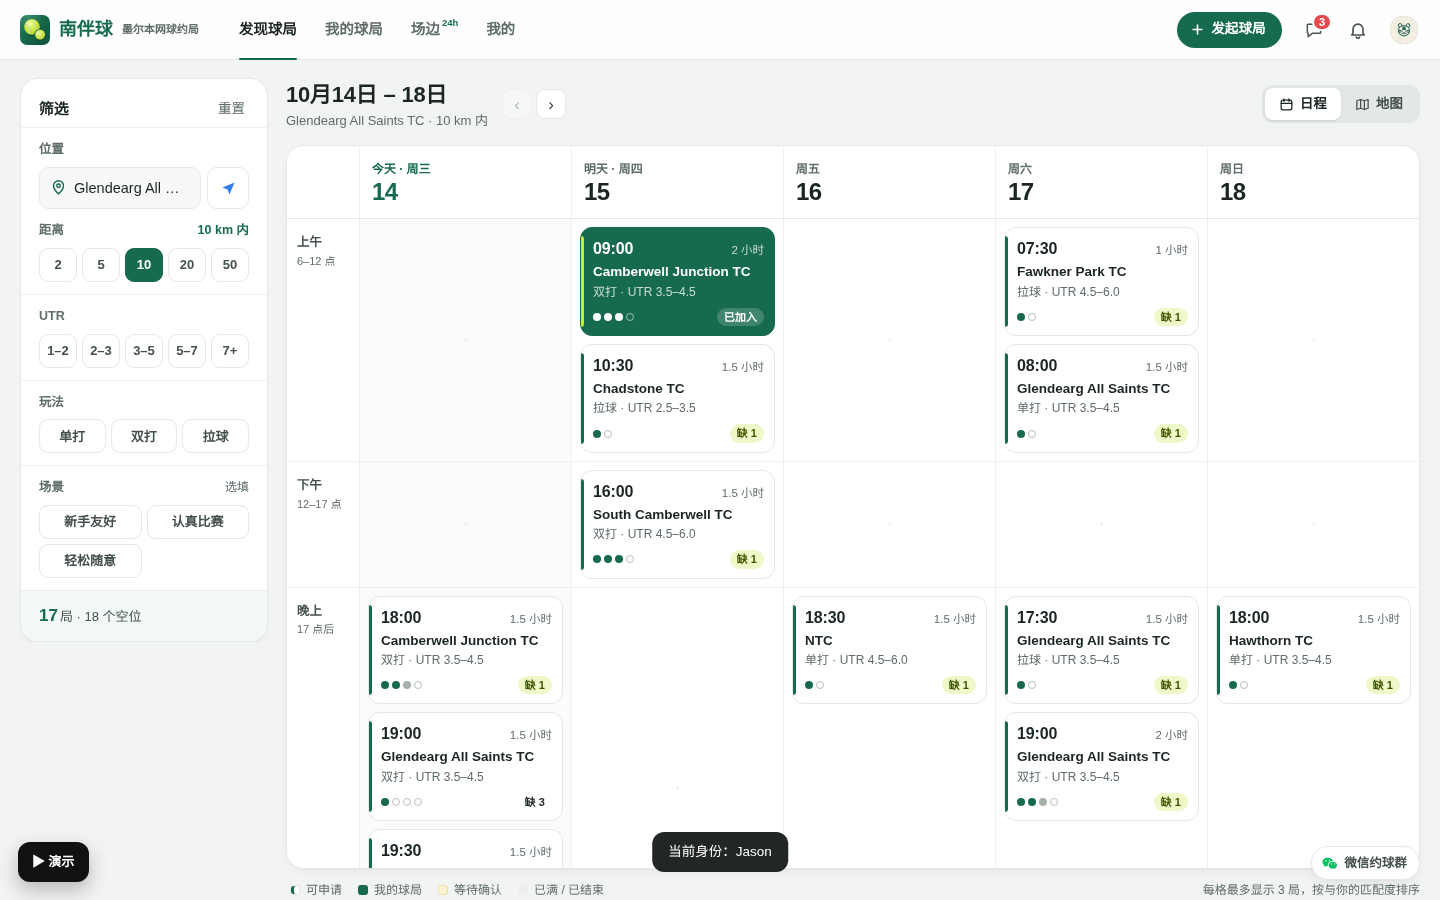 南伴球 墨尔本网球约局 发现球局 我的球局 场边 24h 我的 + 发起球局 3
筛选 重置
位置
Glendearg All …
距离 10 km 内
2 5 10 20 50
UTR
1–2 2–3 3–5 5–7 7+
玩法
单打 双打 拉球
场景 选填
新手友好 认真比赛
轻松随意
17 局 · 18 个空位
▶ 演示
10月14日 – 18日 ‹ ›
Glendearg All Saints TC · 10 km 内
日程 地图
今天 · 周三 明天 · 周四 周五 周六 周日
14 15 16 17 18
上午
6–12 点
09:00 2 小时
Camberwell Junction TC
双打 · UTR 3.5–4.5
已加入
10:30 1.5 小时
Chadstone TC
拉球 · UTR 2.5–3.5
缺 1
07:30 1 小时
Fawkner Park TC
拉球 · UTR 4.5–6.0
缺 1
08:00 1.5 小时
Glendearg All Saints TC
单打 · UTR 3.5–4.5
缺 1
下午
12–17 点
16:00 1.5 小时
South Camberwell TC
双打 · UTR 4.5–6.0
缺 1
晚上
17 点后
18:00 1.5 小时
Camberwell Junction TC
双打 · UTR 3.5–4.5
缺 1
19:00 1.5 小时
Glendearg All Saints TC
双打 · UTR 3.5–4.5
缺 3
19:30 1.5 小时
18:30 1.5 小时
NTC
单打 · UTR 4.5–6.0
缺 1
17:30 1.5 小时
Glendearg All Saints TC
拉球 · UTR 3.5–4.5
缺 1
19:00 2 小时
Glendearg All Saints TC
双打 · UTR 3.5–4.5
缺 1
18:00 1.5 小时
Hawthorn TC
单打 · UTR 3.5–4.5
缺 1
当前身份：Jason
微信约球群
可申请 我的球局 等待确认 已满 / 已结束
每格最多显示 3 局，按与你的匹配度排序